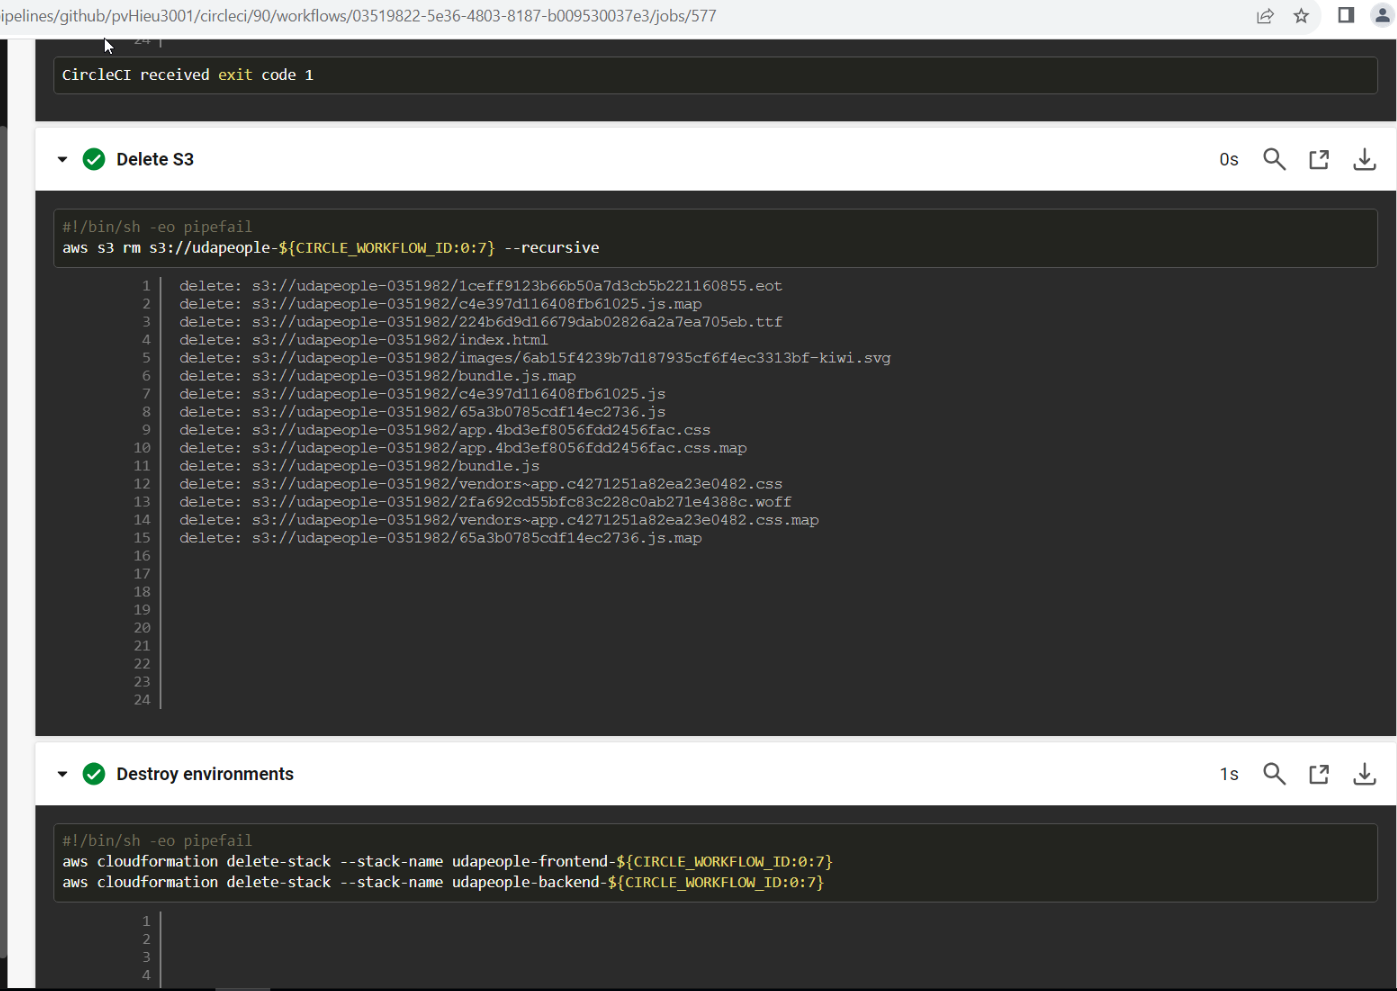 ipelines/github/pvHieu3001/circleci/90/workflows/03519822-5e36-4803-8187-b009530037e3/jobs/577
24
CircleCI received exit code 1
Delete S3
0s
#!/bin/sh -eo pipefail
aws s3 rm s3://udapeople-${CIRCLE_WORKFLOW_ID:0:7} --recursive
1 delete: s3://udapeople-0351982/1ceff9123b66b50a7d3cb5b221160855.eot
2 delete: s3://udapeople-0351982/c4e397d116408fb61025.js.map
3 delete: s3://udapeople-0351982/224b6d9d16679dab02826a2a7ea705eb.ttf
4 delete: s3://udapeople-0351982/index.html
5 delete: s3://udapeople-0351982/images/6ab15f4239b7d187935cf6f4ec3313bf-kiwi.svg
6 delete: s3://udapeople-0351982/bundle.js.map
7 delete: s3://udapeople-0351982/c4e397d116408fb61025.js
8 delete: s3://udapeople-0351982/65a3b0785cdf14ec2736.js
9 delete: s3://udapeople-0351982/app.4bd3ef8056fdd2456fac.css
10 delete: s3://udapeople-0351982/app.4bd3ef8056fdd2456fac.css.map
11 delete: s3://udapeople-0351982/bundle.js
12 delete: s3://udapeople-0351982/vendors~app.c4271251a82ea23e0482.css
13 delete: s3://udapeople-0351982/2fa692cd55bfc83c228c0ab271e4388c.woff
14 delete: s3://udapeople-0351982/vendors~app.c4271251a82ea23e0482.css.map
15 delete: s3://udapeople-0351982/65a3b0785cdf14ec2736.js.map
16
17
18
19
20
21
22
23
24
Destroy environments
1s
#!/bin/sh -eo pipefail
aws cloudformation delete-stack --stack-name udapeople-frontend-${CIRCLE_WORKFLOW_ID:0:7}
aws cloudformation delete-stack --stack-name udapeople-backend-${CIRCLE_WORKFLOW_ID:0:7}
1
2
3
4